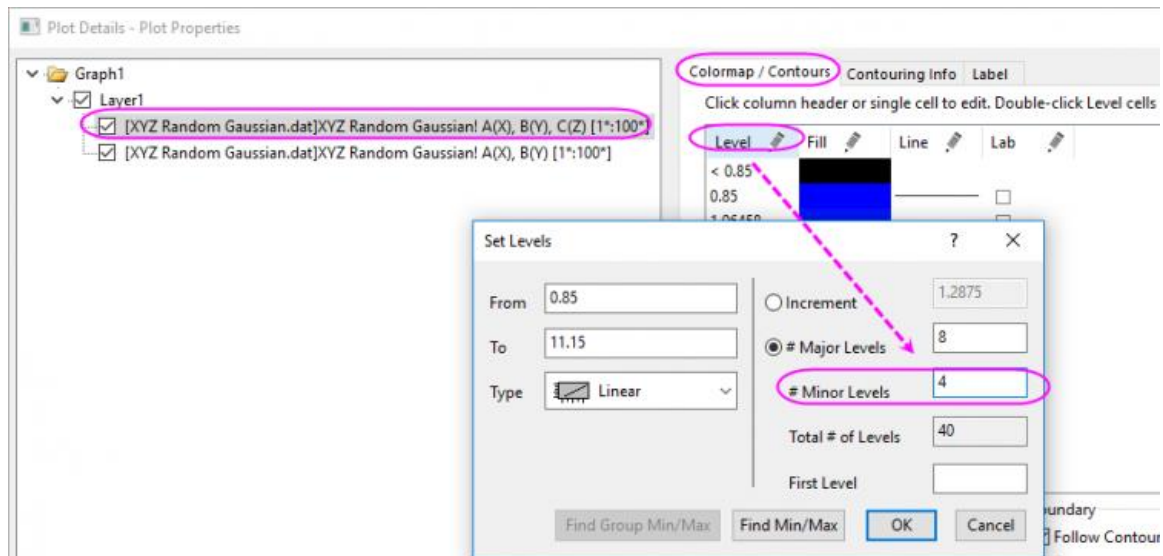 Plot Details - Plot Properties
Graph1
Layer1
[XYZ Random Gaussian.dat]XYZ Random Gaussian! A(X), B(Y), C(Z) [1*:100*]
[XYZ Random Gaussian.dat]XYZ Random Gaussian! A(X), B(Y) [1*:100*]
Colormap / Contours Contouring Info Label
Click column header or single cell to edit. Double-click Level cells
Level Fill Line Lab
< 0.85
0.85
1.06458
Set Levels ? ×
From 0.85
To 11.15
Type Linear
Increment 1.2875
# Major Levels 8
# Minor Levels 4
Total # of Levels 40
First Level
Find Group Min/Max Find Min/Max OK Cancel
Follow Contour